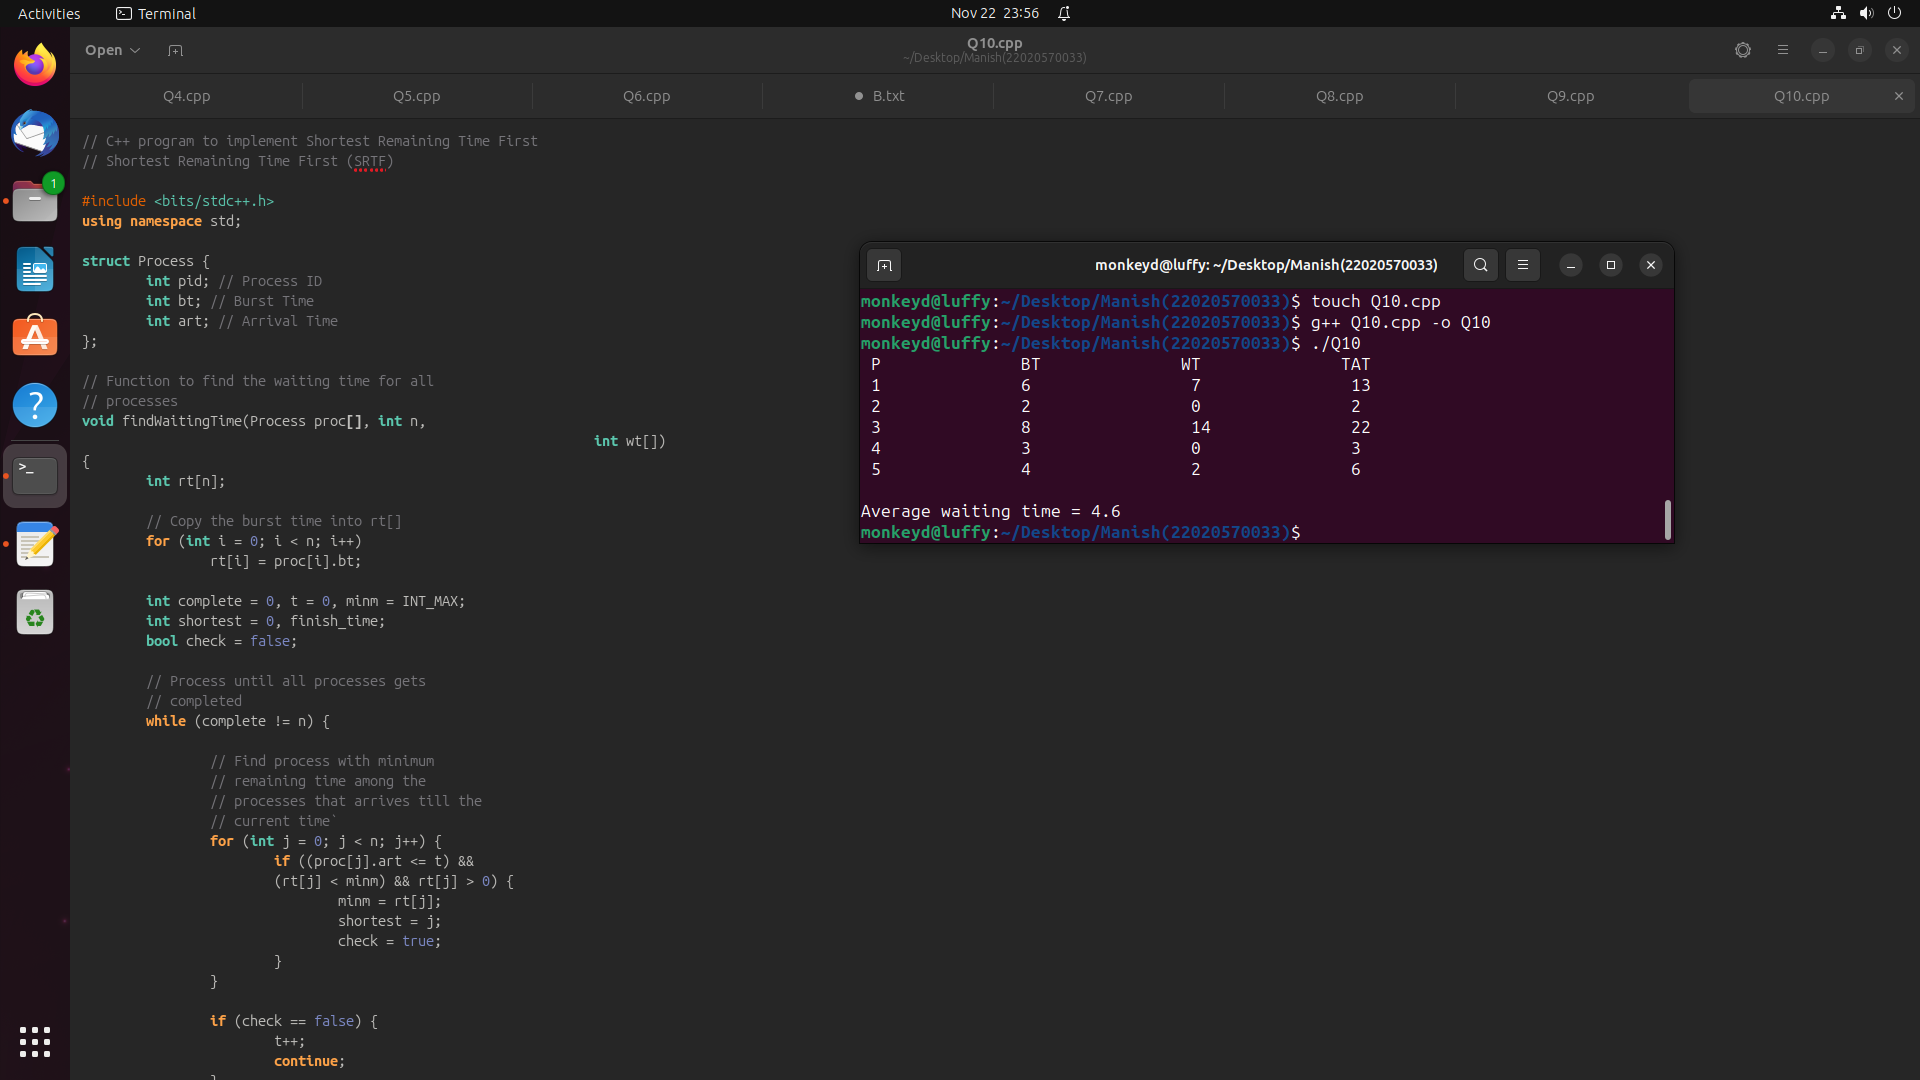 Activities Terminal Nov 22 23:56
Open Q10.cpp
~/Desktop/Manish(22020570033)
Q4.cpp Q5.cpp Q6.cpp B.txt Q7.cpp Q8.cpp Q9.cpp Q10.cpp
1
// C++ program to implement Shortest Remaining Time First
// Shortest Remaining Time First (SRTF)
#include <bits/stdc++.h>
using namespace std;
struct Process {
int pid; // Process ID
int bt; // Burst Time
int art; // Arrival Time
};
// Function to find the waiting time for all
// processes
void findWaitingTime(Process proc[], int n,
int wt[])
{
int rt[n];
// Copy the burst time into rt[]
for (int i = 0; i < n; i++)
rt[i] = proc[i].bt;
int complete = 0, t = 0, minm = INT_MAX;
int shortest = 0, finish_time;
bool check = false;
// Process until all processes gets
// completed
while (complete != n) {
// Find process with minimum
// remaining time among the
// processes that arrives till the
// current time`
for (int j = 0; j < n; j++) {
if ((proc[j].art <= t) &&
(rt[j] < minm) && rt[j] > 0) {
minm = rt[j];
shortest = j;
check = true;
}
}
if (check == false) {
t++;
continue;
}
monkeyd@luffy: ~/Desktop/Manish(22020570033)
monkeyd@luffy:~/Desktop/Manish(22020570033)$ touch Q10.cpp
monkeyd@luffy:~/Desktop/Manish(22020570033)$ g++ Q10.cpp -o Q10
monkeyd@luffy:~/Desktop/Manish(22020570033)$ ./Q10
P BT WT TAT
1 6 7 13
2 2 0 2
3 8 14 22
4 3 0 3
5 4 2 6
Average waiting time = 4.6
monkeyd@luffy:~/Desktop/Manish(22020570033)$